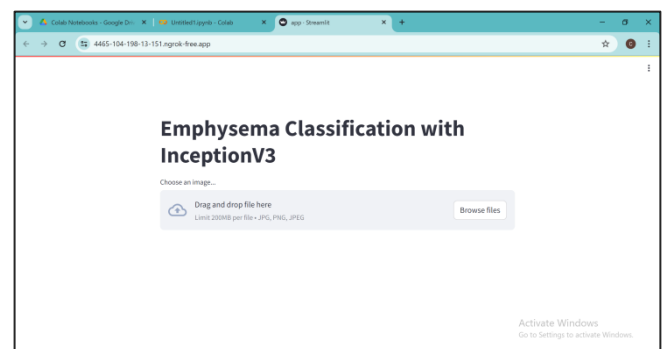 Colab Notebooks - Google Dri
Untitled1.ipynb - Colab
app · Streamlit
4465-104-198-13-151.ngrok-free.app
Emphysema Classification with
InceptionV3
Choose an image...
Drag and drop file here
Limit 200MB per file • JPG, PNG, JPEG
Browse files
Activate Windows
Go to Settings to activate Windows.